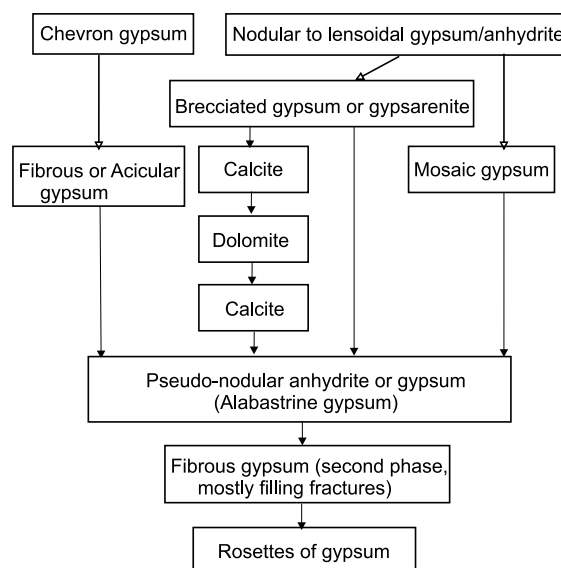 Chevron gypsum
Nodular to lensoidal gypsum/anhydrite
Brecciated gypsum or gypsarenite
Fibrous or Acicular
gypsum
Calcite
Mosaic gypsum
Dolomite
Calcite
Pseudo-nodular anhydrite or gypsum
(Alabastrine gypsum)
Fibrous gypsum (second phase,
mostly filling fractures)
Rosettes of gypsum